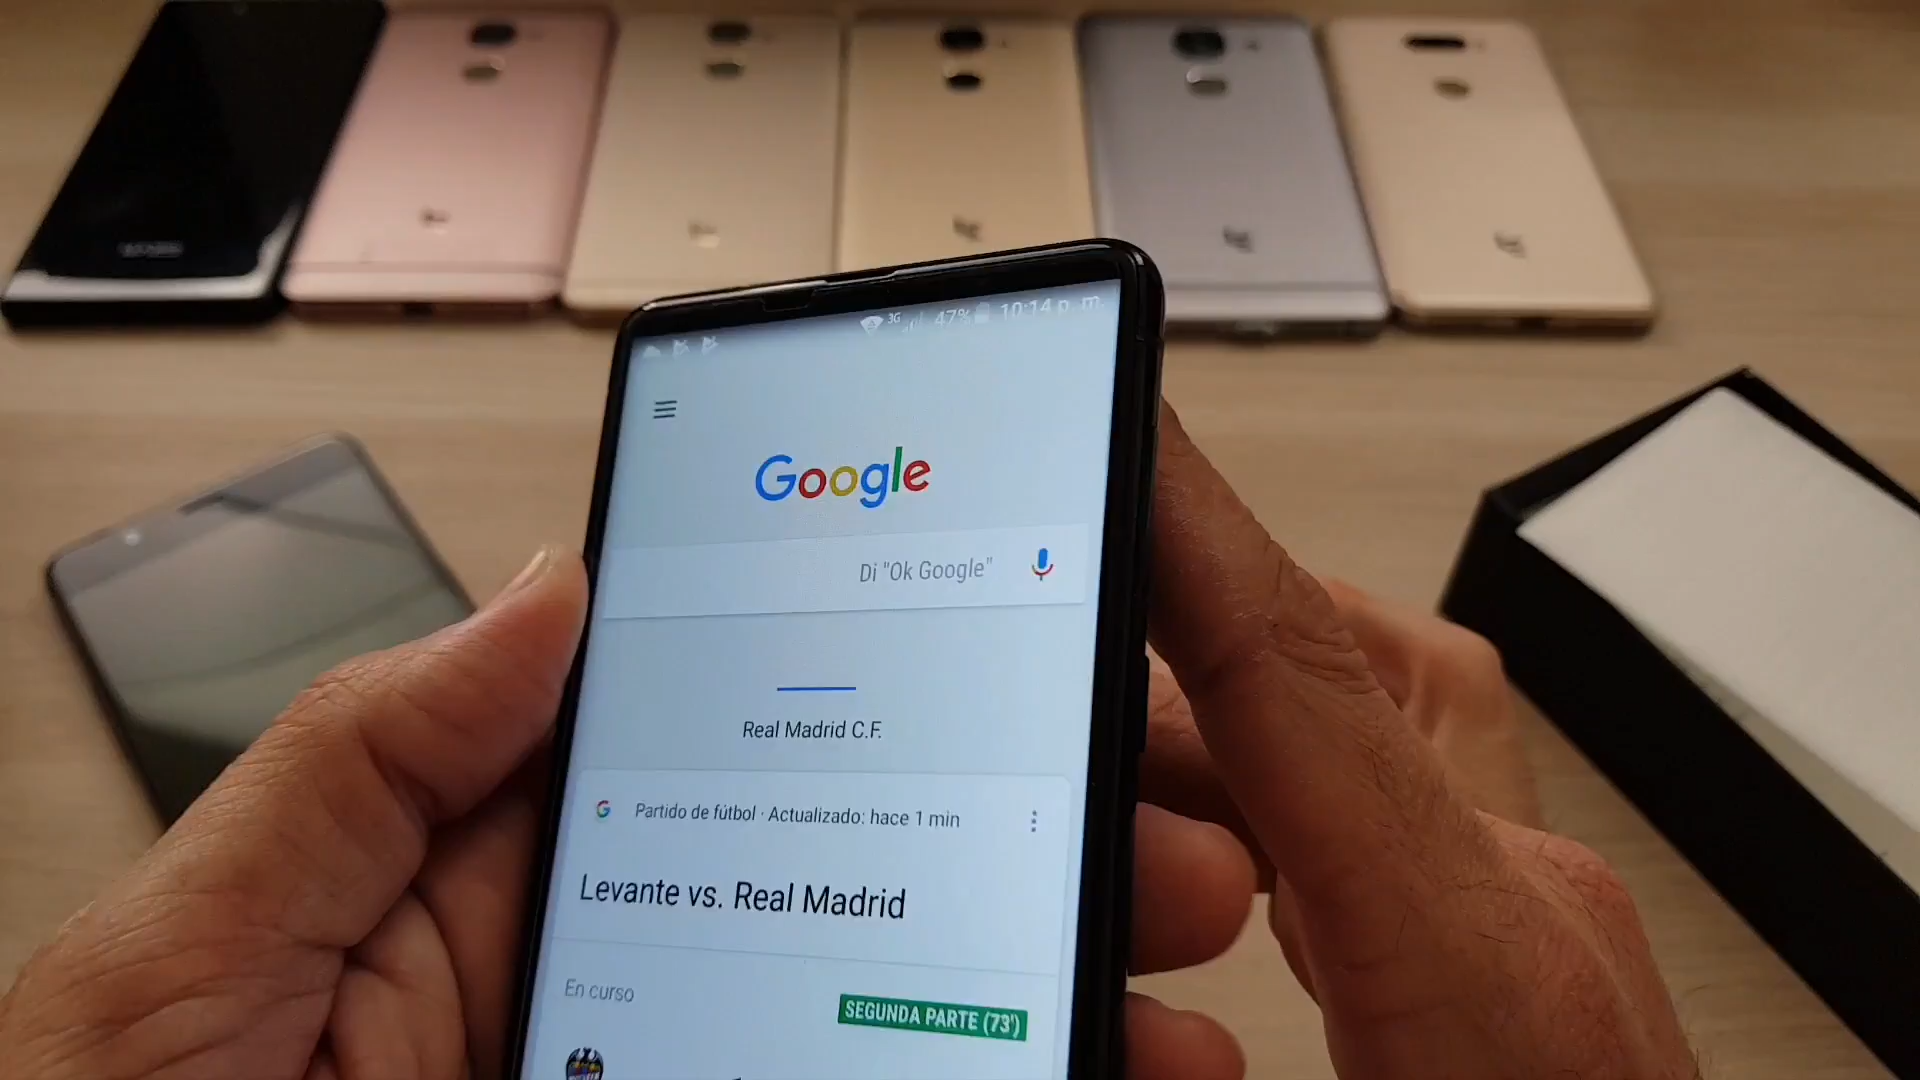 3G 47% 10:14 p. m.
Google
Di "Ok Google"
Real Madrid C.F.
Partido de fútbol · Actualizado: hace 1 min
Levante vs. Real Madrid
En curso
SEGUNDA PARTE (73')